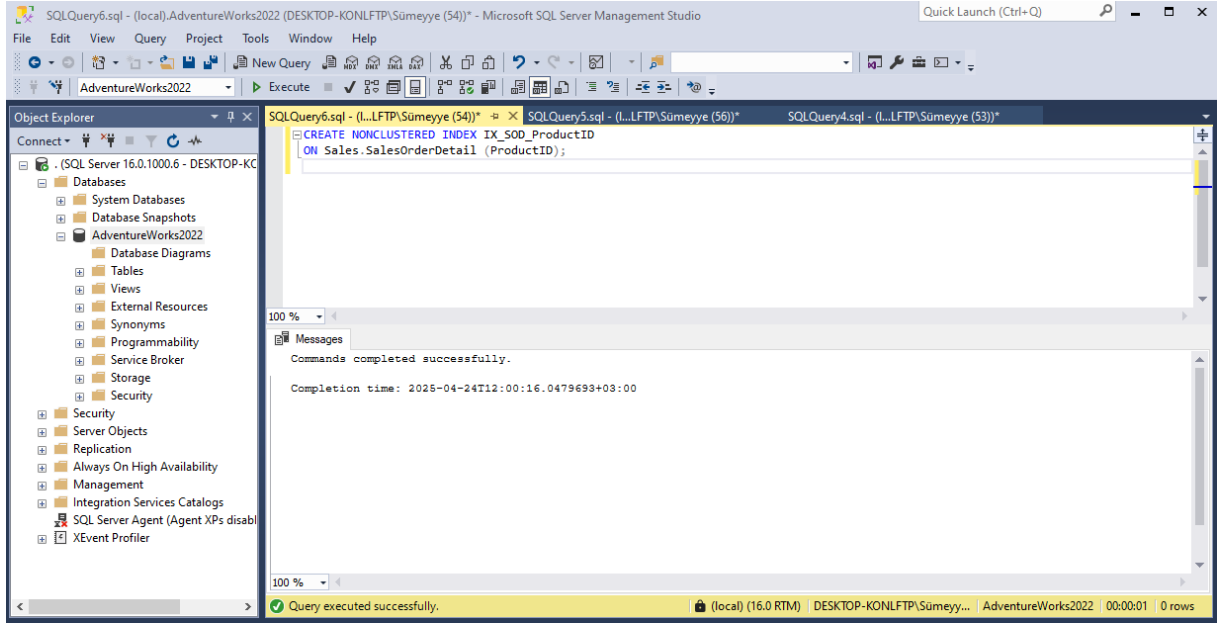 SQLQuery6.sql - (local).AdventureWorks2022 (DESKTOP-KONLFTP\Sümeyye (54))* - Microsoft SQL Server Management Studio
Quick Launch (Ctrl+Q)
File Edit View Query Project Tools Window Help
New Query MDX DMX XMLA DAX
AdventureWorks2022 Execute
Object Explorer
Connect
. (SQL Server 16.0.1000.6 - DESKTOP-KO
Databases
System Databases
Database Snapshots
AdventureWorks2022
Database Diagrams
Tables
Views
External Resources
Synonyms
Programmability
Service Broker
Storage
Security
Security
Server Objects
Replication
Always On High Availability
Management
Integration Services Catalogs
SQL Server Agent (Agent XPs disabl
XEvent Profiler
SQLQuery6.sql - (l...LFTP\Sümeyye (54))* SQLQuery5.sql - (l...LFTP\Sümeyye (56))* SQLQuery4.sql - (l...LFTP\Sümeyye (53))*
CREATE NONCLUSTERED INDEX IX_SOD_ProductID
ON Sales.SalesOrderDetail (ProductID);
100 %
Messages
Commands completed successfully.
Completion time: 2025-04-24T12:00:16.0479693+03:00
100 %
Query executed successfully. (local) (16.0 RTM) DESKTOP-KONLFTP\Sümeyy... AdventureWorks2022 00:00:01 0 rows